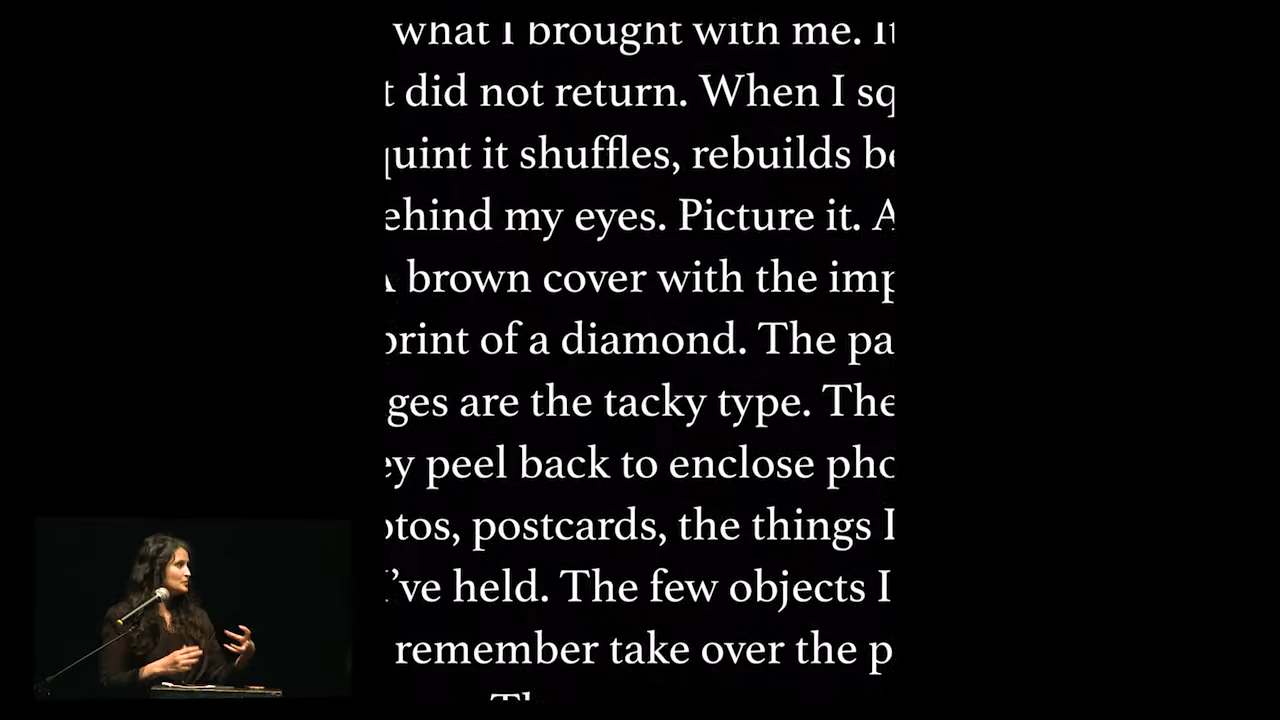 what I brought with me. It
t did not return. When I sq
quint it shuffles, rebuilds be
ehind my eyes. Picture it. A
A brown cover with the imp
print of a diamond. The pa
ges are the tacky type. The
ey peel back to enclose pho
otos, postcards, the things I
I’ve held. The few objects I
remember take over the p